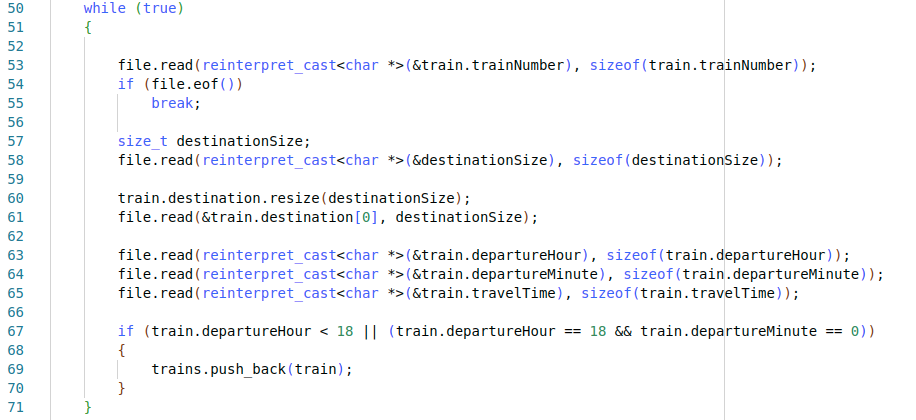 50 while (true)
51 {
52
53 file.read(reinterpret_cast<char *>(&train.trainNumber), sizeof(train.trainNumber));
54 if (file.eof())
55 break;
56
57 size_t destinationSize;
58 file.read(reinterpret_cast<char *>(&destinationSize), sizeof(destinationSize));
59
60 train.destination.resize(destinationSize);
61 file.read(&train.destination[0], destinationSize);
62
63 file.read(reinterpret_cast<char *>(&train.departureHour), sizeof(train.departureHour));
64 file.read(reinterpret_cast<char *>(&train.departureMinute), sizeof(train.departureMinute));
65 file.read(reinterpret_cast<char *>(&train.travelTime), sizeof(train.travelTime));
66
67 if (train.departureHour < 18 || (train.departureHour == 18 && train.departureMinute == 0))
68 {
69 trains.push_back(train);
70 }
71 }